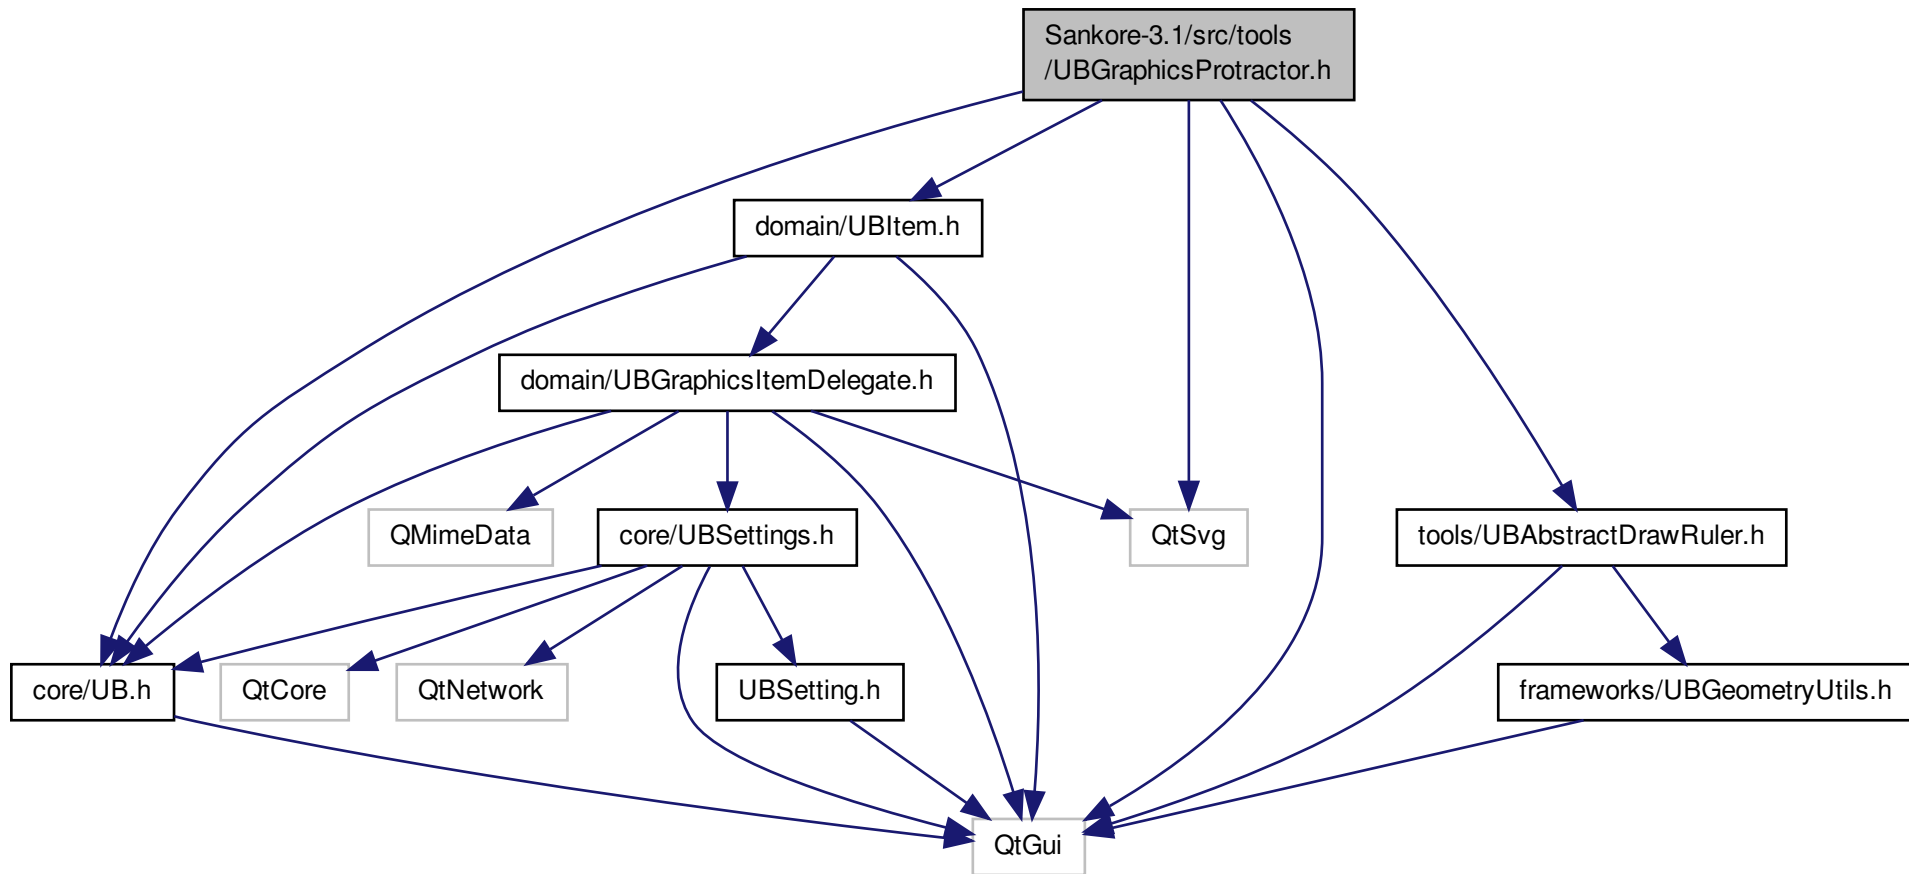 Sankore-3.1/src/tools
/UBGraphicsProtractor.h
domain/UBItem.h
domain/UBGraphicsItemDelegate.h
QMimeData
core/UBSettings.h
QtSvg
tools/UBAbstractDrawRuler.h
core/UB.h
QtCore
QtNetwork
UBSetting.h
frameworks/UBGeometryUtils.h
QtGui